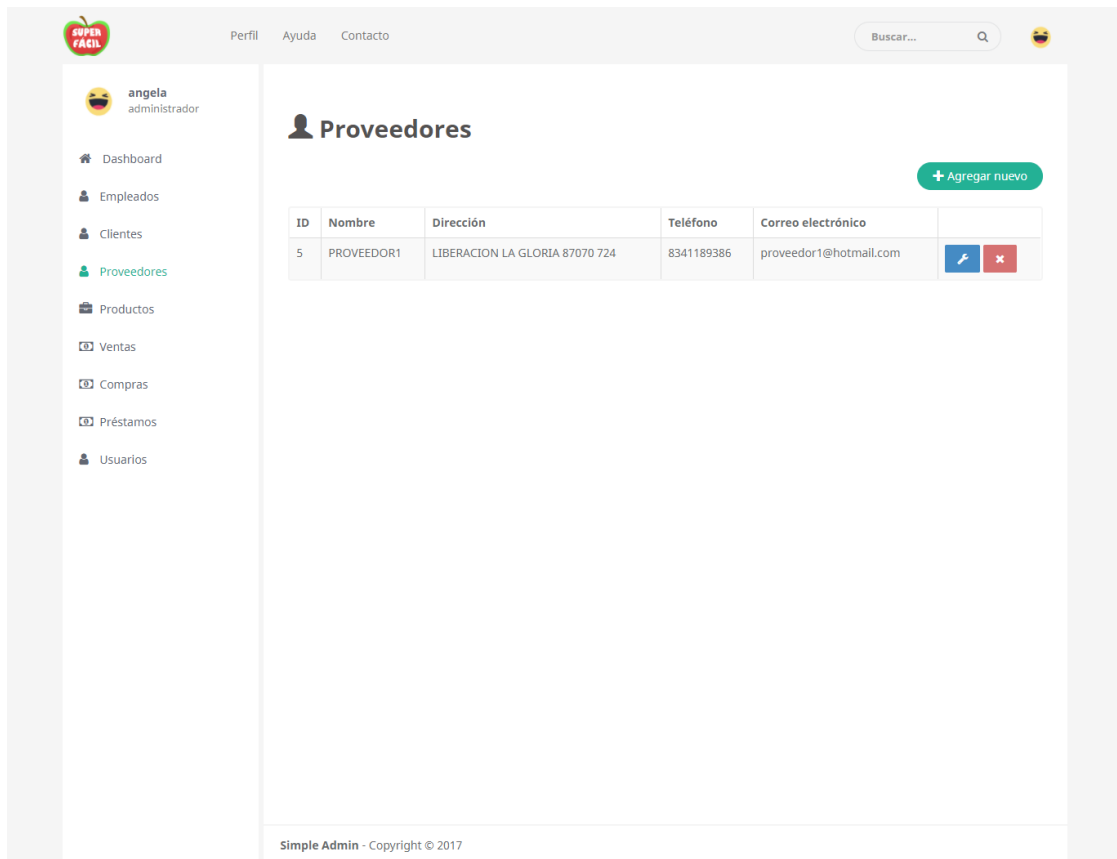 SUPER
FÁCIL
Perfil Ayuda Contacto
Buscar...
angela
administrador
Dashboard
Empleados
Clientes
Proveedores
Productos
Ventas
Compras
Préstamos
Usuarios
Proveedores
Agregar nuevo
ID Nombre Dirección Teléfono Correo electrónico
5 PROVEEDOR1 LIBERACION LA GLORIA 87070 724 8341189386 proveedor1@hotmail.com
Simple Admin - Copyright © 2017